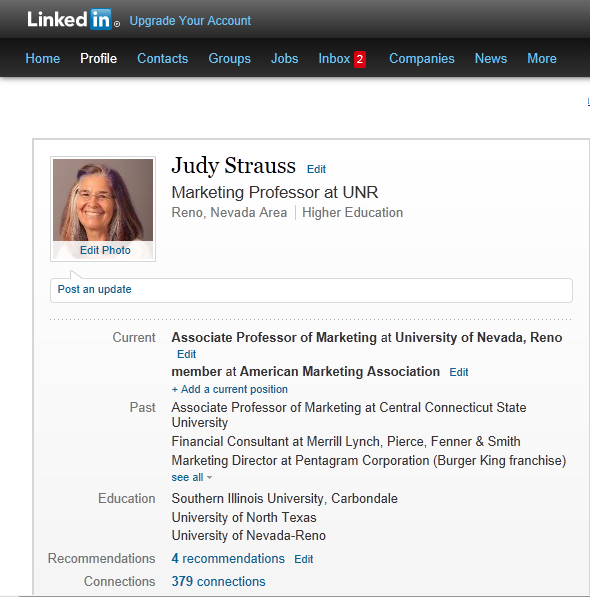 Linked in ® Upgrade Your Account
Home Profile Contacts Groups Jobs Inbox 2 Companies News More
Judy Strauss Edit
Marketing Professor at UNR
Reno, Nevada Area | Higher Education
Edit Photo
Post an update
Current Associate Professor of Marketing at University of Nevada, Reno
Edit
member at American Marketing Association Edit
+ Add a current position
Past Associate Professor of Marketing at Central Connecticut State
University
Financial Consultant at Merrill Lynch, Pierce, Fenner & Smith
Marketing Director at Pentagram Corporation (Burger King franchise)
see all
Education Southern Illinois University, Carbondale
University of North Texas
University of Nevada-Reno
Recommendations 4 recommendations Edit
Connections 379 connections